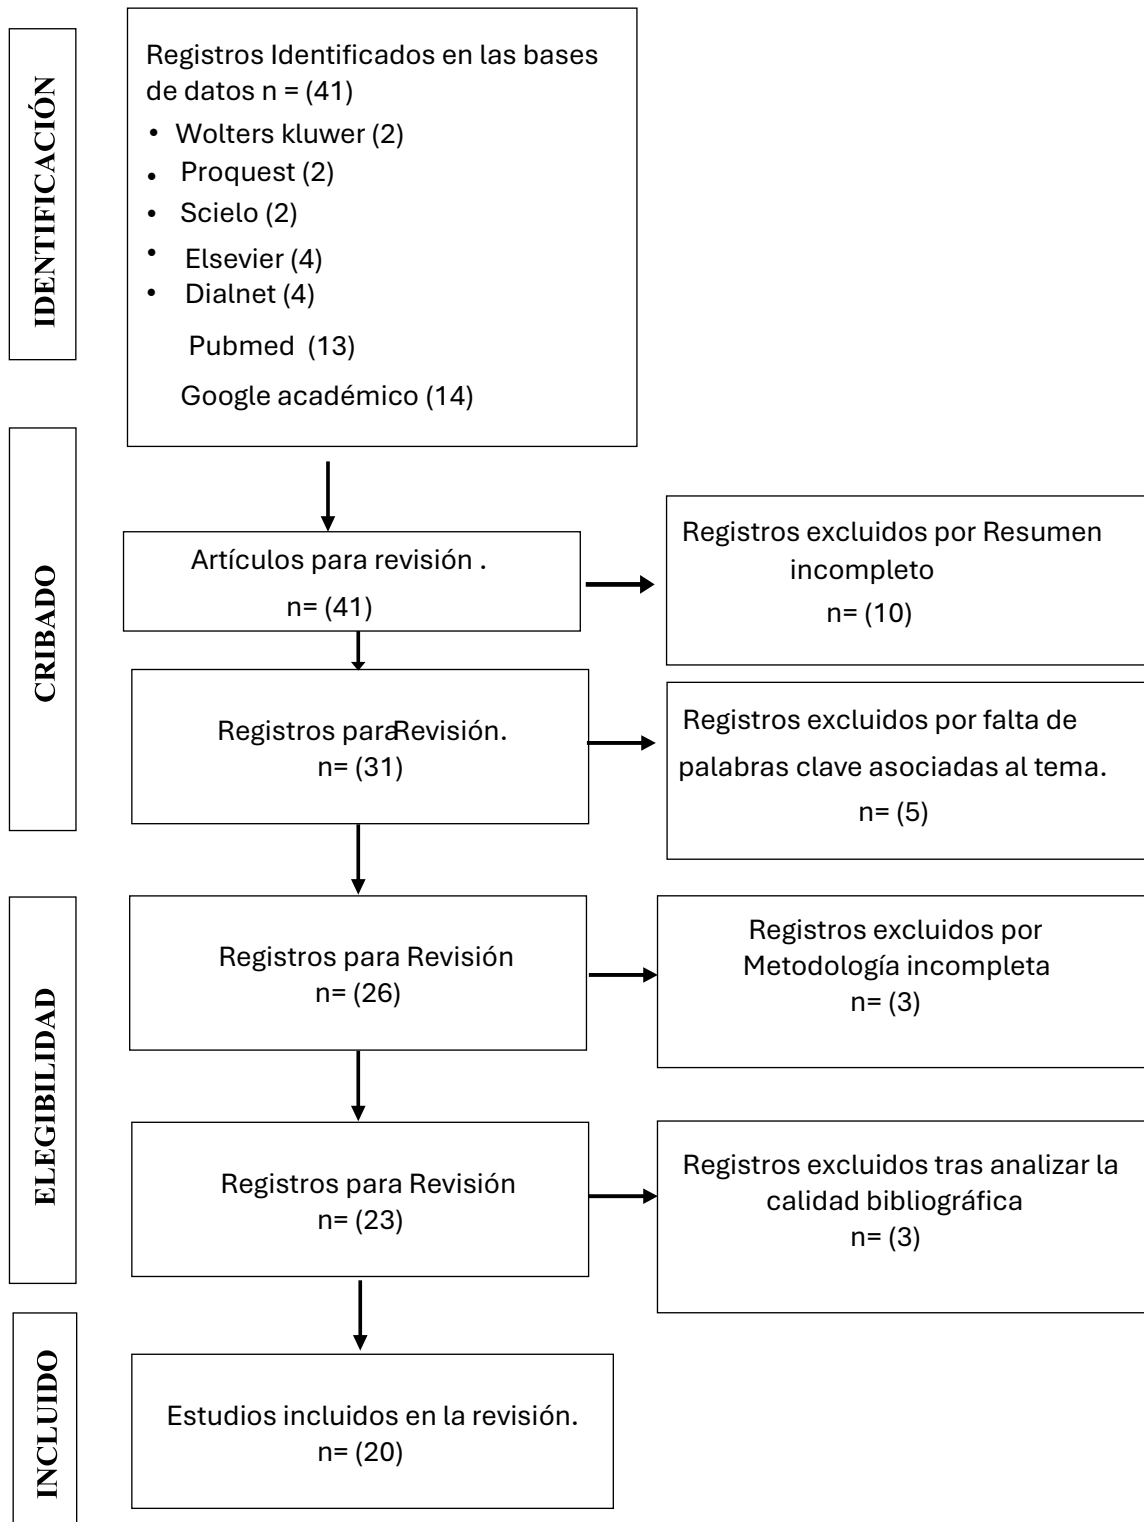 IDENTIFICACIÓN
Registros Identificados en las bases
de datos n = (41)
• Wolters kluwer (2)
• Proquest (2)
• Scielo (2)
• Elsevier (4)
• Dialnet (4)
Pubmed (13)
Google académico (14)
CRIBADO
Artículos para revisión .
n= (41)
Registros excluidos por Resumen
incompleto
n= (10)
Registros paraRevisión.
n= (31)
Registros excluidos por falta de
palabras clave asociadas al tema.
n= (5)
ELEGIBILIDAD
Registros para Revisión
n= (26)
Registros excluidos por
Metodología incompleta
n= (3)
Registros para Revisión
n= (23)
Registros excluidos tras analizar la
calidad bibliográfica
n= (3)
INCLUIDO
Estudios incluidos en la revisión.
n= (20)